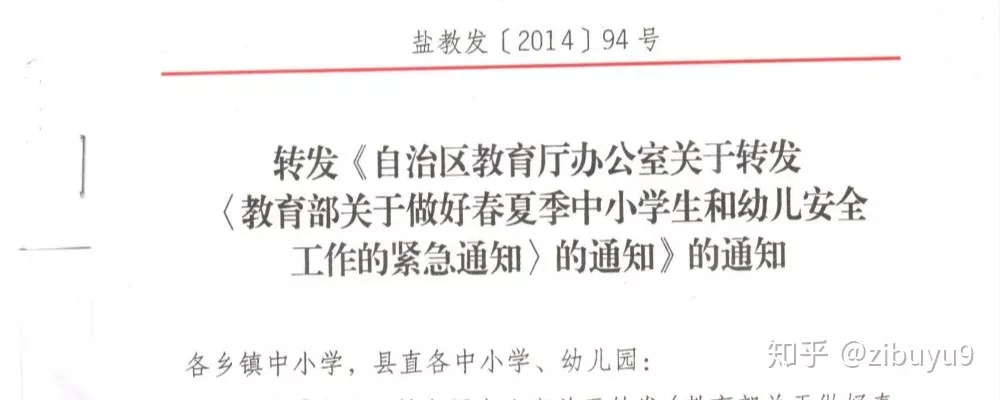 盐教发〔2014〕94 号
转发《自治区教育厅办公室关于转发
〈教育部关于做好春夏季中小学生和幼儿安全
工作的紧急通知〉的通知》的通知
各乡镇中小学，县直各中小学、幼儿园：
知乎 @zibuyu9